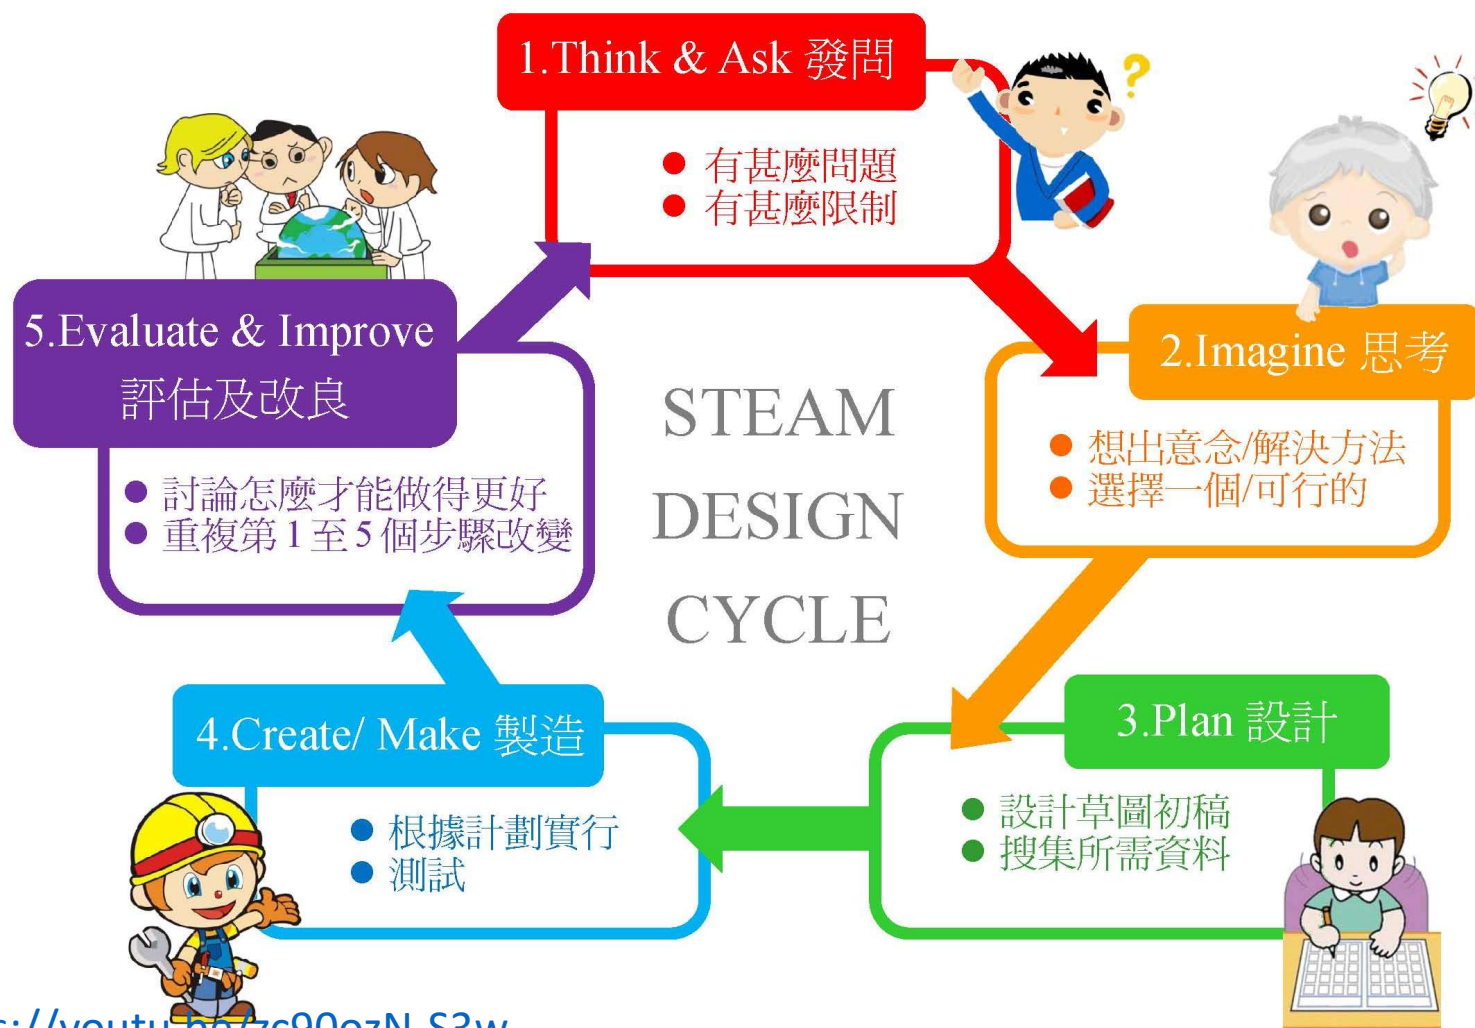 1.Think & Ask 發問
● 有甚麼問題
● 有甚麼限制
2.Imagine 思考
● 想出意念/解決方法
● 選擇一個/可行的
3.Plan 設計
● 設計草圖初稿
● 搜集所需資料
4.Create/ Make 製造
● 根據計劃實行
● 測試
5.Evaluate & Improve
評估及改良
● 討論怎麼才能做得更好
● 重複第 1 至 5 個步驟改變
STEAM
DESIGN
CYCLE
?